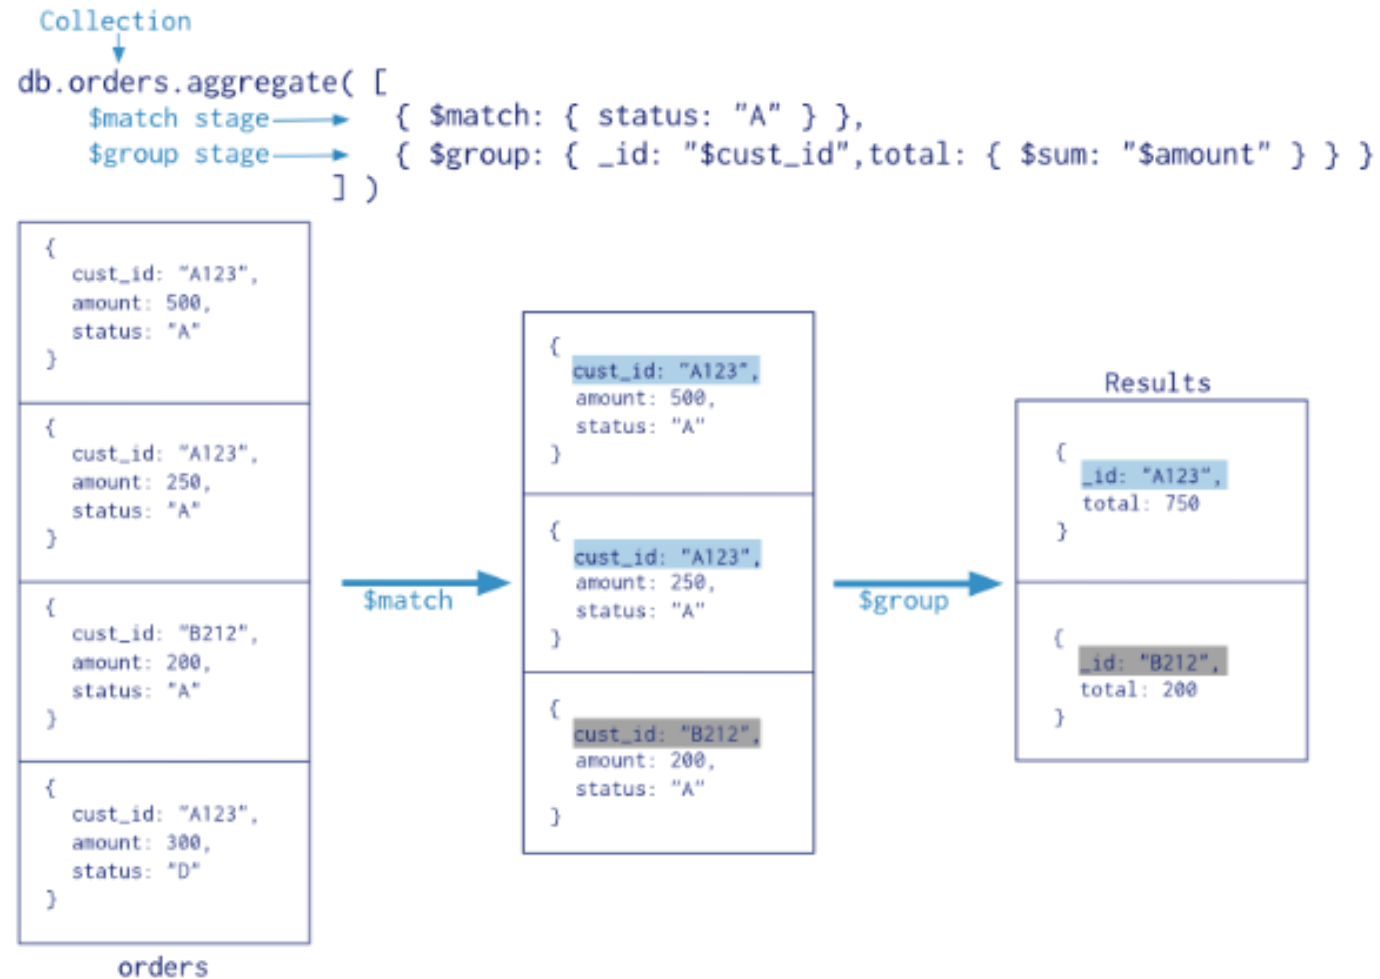 Collection
db.orders.aggregate( [
$match stage { $match: { status: "A" } },
$group stage { $group: { _id: "$cust_id",total: { $sum: "$amount" } } }
] )
{
cust_id: "A123",
amount: 500,
status: "A"
}
{
cust_id: "A123",
amount: 250,
status: "A"
}
{
cust_id: "B212",
amount: 200,
status: "A"
}
{
cust_id: "A123",
amount: 300,
status: "D"
}
orders
$match
{
cust_id: "A123",
amount: 500,
status: "A"
}
{
cust_id: "A123",
amount: 250,
status: "A"
}
{
cust_id: "B212",
amount: 200,
status: "A"
}
$group
Results
{
_id: "A123",
total: 750
}
{
_id: "B212",
total: 200
}